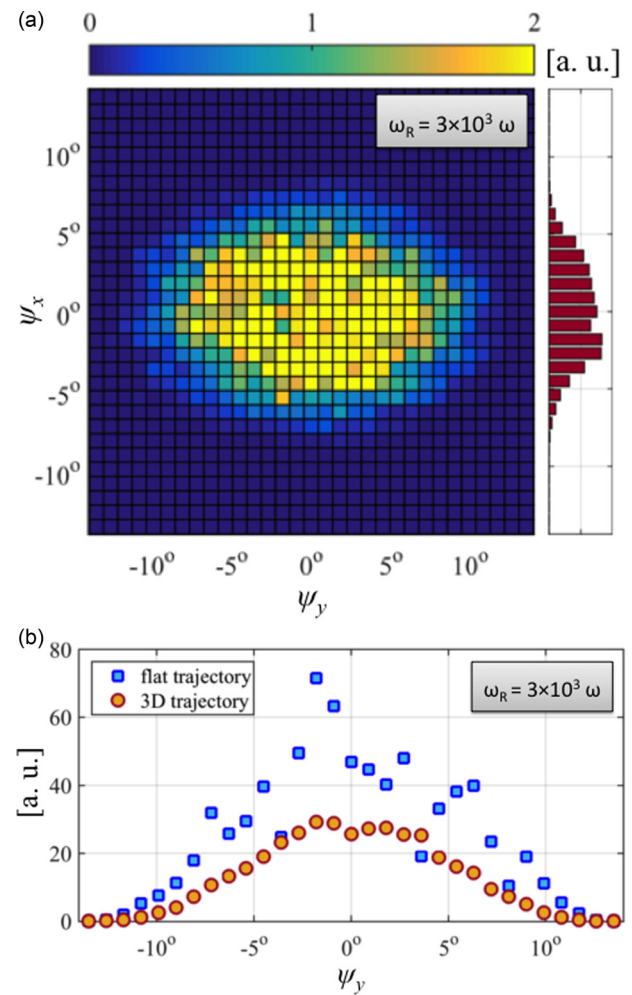 (a)
0 1 2
[a. u.]
ω_R = 3×10³ ω
10°
5°
0°
-5°
-10°
ψ_x
-10° -5° 0° 5° 10°
ψ_y
(b)
80
60
40
20
0
[a. u.]
flat trajectory
3D trajectory
ω_R = 3×10³ ω
-10° -5° 0° 5° 10°
ψ_y